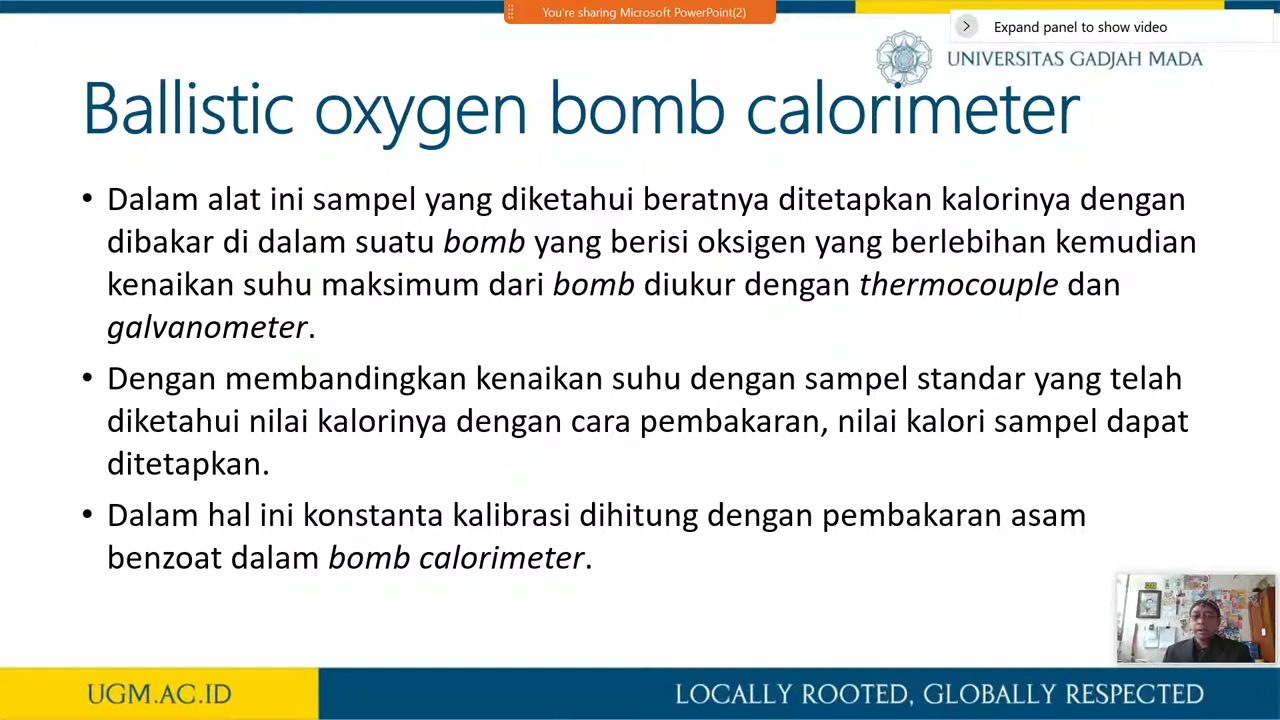 You're sharing Microsoft PowerPoint(2)
Expand panel to show video
UNIVERSITAS GADJAH MADA
Ballistic oxygen bomb calorimeter
• Dalam alat ini sampel yang diketahui beratnya ditetapkan kalorinya dengan
dibakar di dalam suatu bomb yang berisi oksigen yang berlebihan kemudian
kenaikan suhu maksimum dari bomb diukur dengan thermocouple dan
galvanometer.
• Dengan membandingkan kenaikan suhu dengan sampel standar yang telah
diketahui nilai kalorinya dengan cara pembakaran, nilai kalori sampel dapat
ditetapkan.
• Dalam hal ini konstanta kalibrasi dihitung dengan pembakaran asam
benzoat dalam bomb calorimeter.
UGM.AC.ID
LOCALLY ROOTED, GLOBALLY RESPECTED